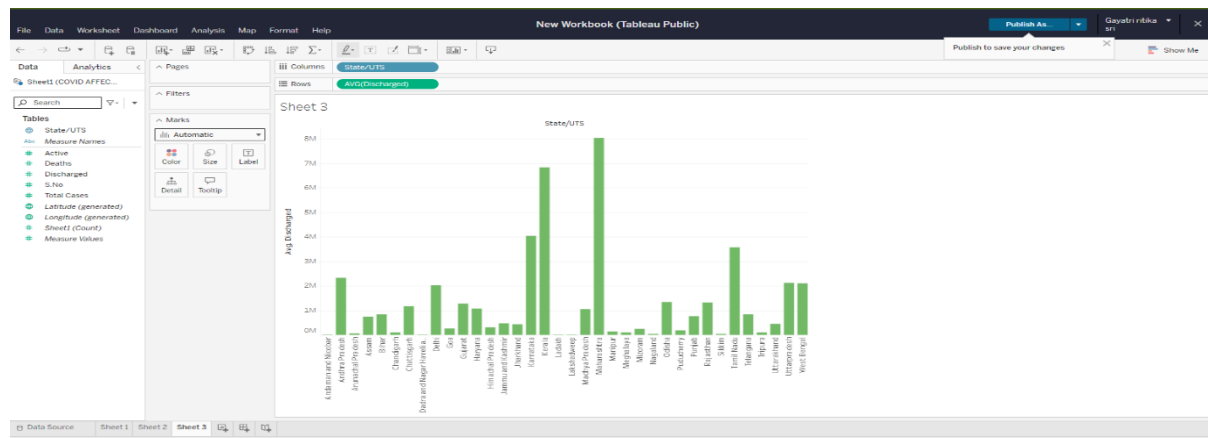 New Workbook (Tableau Public)
File Data Worksheet Dashboard Analysis Map Format Help
Publish As...
Gayatri ritika
sri
Publish to save your changes
Show Me
Data Analytics
Pages
Columns State/UTS
Sheet1 (COVID AFFEC...
Rows AVG(Discharged)
Filters
Search
Sheet 3
Tables
Marks
State/UTS
Abc Measure Names
Automatic
Active
Deaths
Discharged
S.No
Total Cases
Latitude (generated)
Longitude (generated)
Sheet1 (Count)
Measure Values
Color Size Label
Detail Tooltip
State/UTS
8M
7M
6M
5M
4M
3M
2M
1M
0M
Avg. Discharged
Andaman and Nicobar
Andhra Pradesh
Arunachal Pradesh
Assam
Bihar
Chandigarh
Chattisgarh
Dadra and Nagar Haveli a..
Delhi
Goa
Gujarat
Haryana
Himachal Pradesh
Jammu and Kashmir
Jharkhand
Karnataka
Kerala
Ladakh
Lakshadweep
Madhya Pradesh
Maharashtra
Manipur
Meghalaya
Mizoram
Nagaland
Odisha
Puducherry
Punjab
Rajasthan
Sikkim
Tamil Nadu
Telangana
Tripura
Uttarakhand
Uttar pradesh
West Bengal
Data Source Sheet 1 Sheet 2 Sheet 3